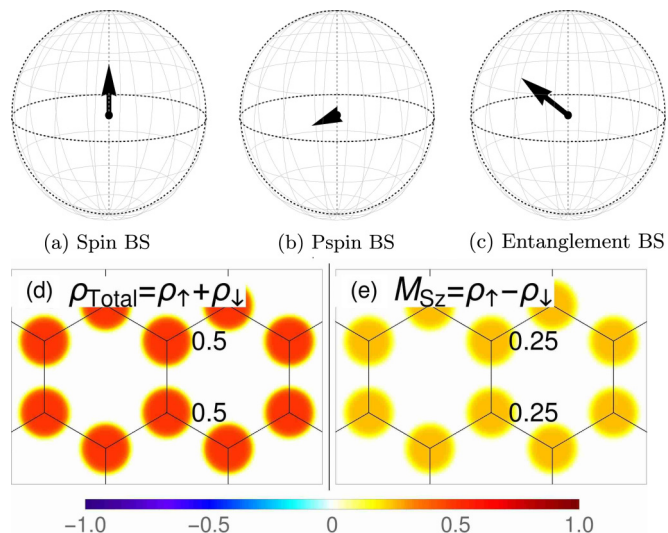 (a) Spin BS
(b) Pspin BS
(c) Entanglement BS
(d) ρTotal=ρ↑+ρ↓
(e) MSz=ρ↑−ρ↓
0.5
0.25
0.5
0.25
−1.0 −0.5 0 0.5 1.0